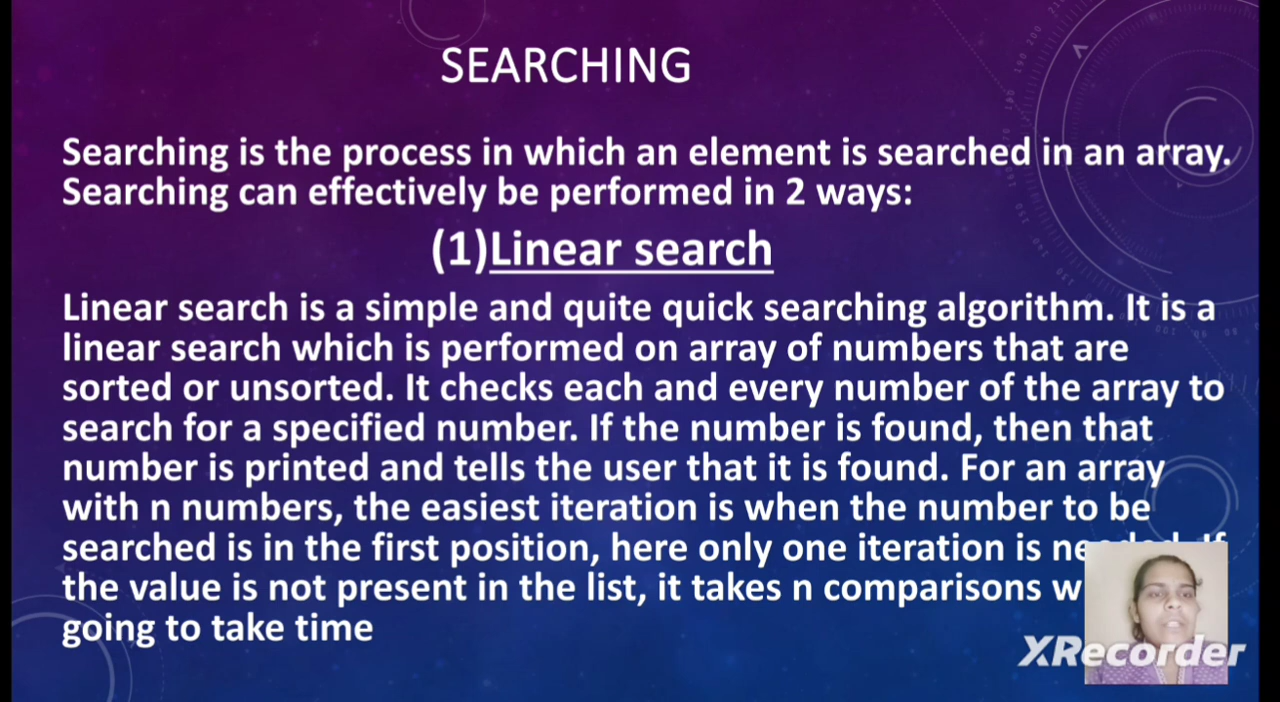 SEARCHING
Searching is the process in which an element is searched in an array.
Searching can effectively be performed in 2 ways:
(1)Linear search
Linear search is a simple and quite quick searching algorithm. It is a
linear search which is performed on array of numbers that are
sorted or unsorted. It checks each and every number of the array to
search for a specified number. If the number is found, then that
number is printed and tells the user that it is found. For an array
with n numbers, the easiest iteration is when the number to be
searched is in the first position, here only one iteration is
the value is not present in the list, it takes n comparisons
going to take time
XRecorder